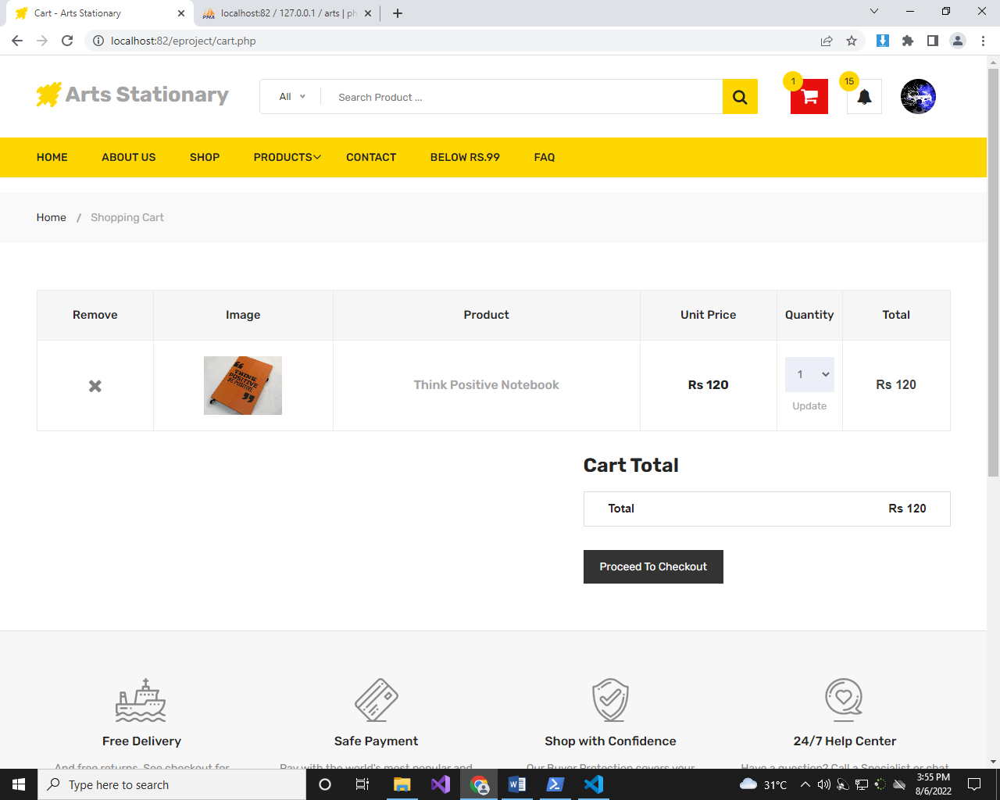 Cart - Arts Stationary
localhost:82 / 127.0.0.1 / arts | ph
localhost:82/eproject/cart.php
Arts Stationary
All
Search Product ...
1
15
HOME
ABOUT US
SHOP
PRODUCTS
CONTACT
BELOW RS.99
FAQ
Home / Shopping Cart
Remove
Image
Product
Unit Price
Quantity
Total
THINK
POSITIVE
BE POSITIVE
Think Positive Notebook
Rs 120
1
Update
Rs 120
Cart Total
Total
Rs 120
Proceed To Checkout
Free Delivery
Safe Payment
Shop with Confidence
24/7 Help Center
And free returns. See checkout for
Pay with the world's most popular and
Our Buyer Protection covers your
Have a question? Call a Specialist or chat
Type here to search
31°C
3:55 PM
8/6/2022